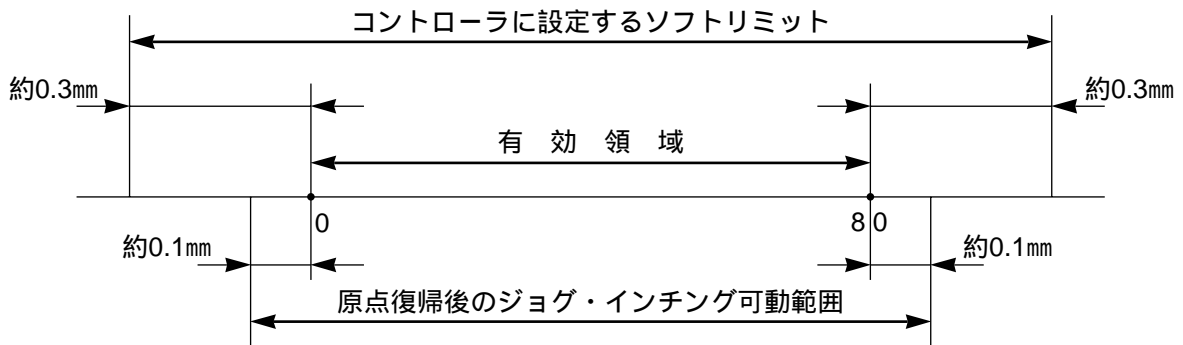 コントローラに設定するソフトリミット
約0.3㎜
約0.3㎜
有 効 領 域
0
80
約0.1㎜
約0.1㎜
原点復帰後のジョグ・インチング可動範囲